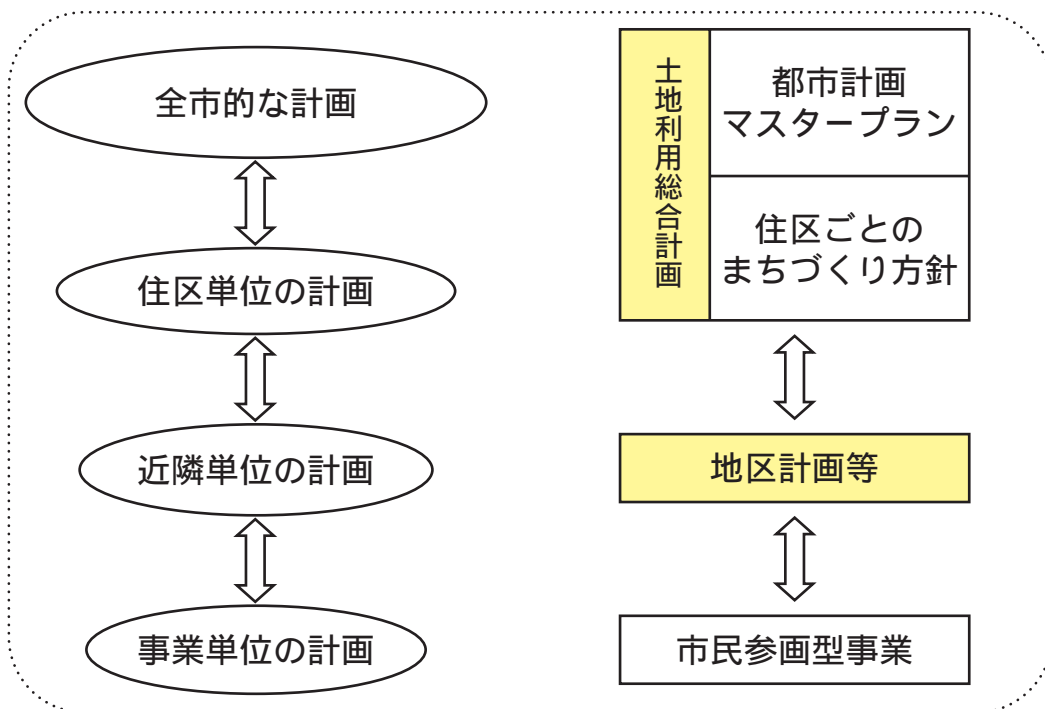 全市的な計画
住区単位の計画
近隣単位の計画
事業単位の計画
土地利用総合計画
都市計画
マスタープラン
住区ごとの
まちづくり方針
地区計画等
市民参画型事業